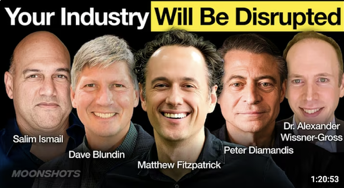 Your Industry Will Be Disrupted
Salim Ismail
Dave Blundin
Matthew Fitzpatrick
Peter Diamandis
Dr. Alexander
Wissner-Gross
MOONSHOTS
1:20:53